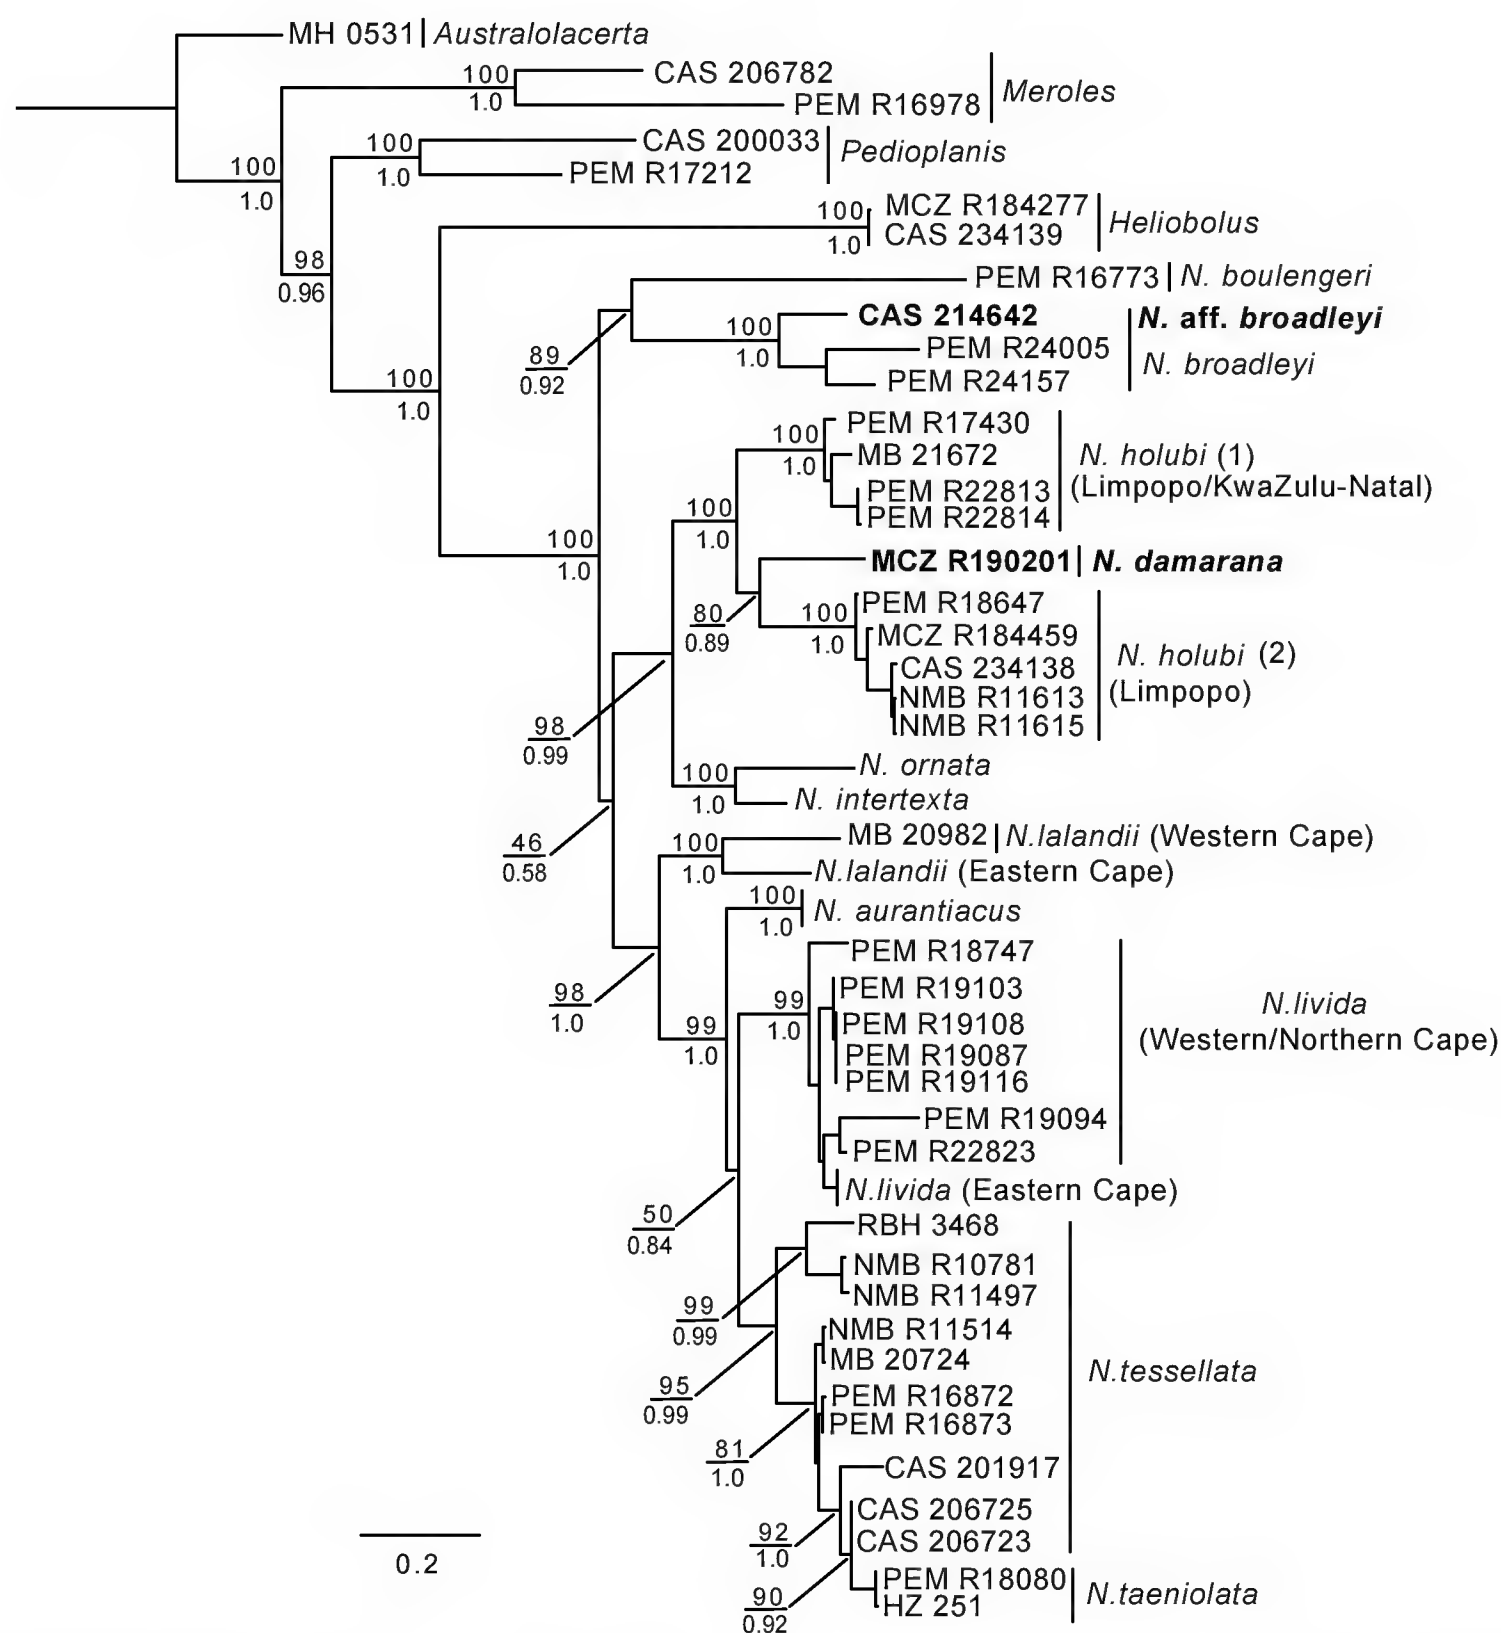 MH 0531 Australolacerta
CAS 206782
100
1.0
PEM R16978
Meroles
CAS 200033
100
1.0
PEM R17212
Pedioplanis
100
1.0
MCZ R184277
100
1.0
CAS 234139
Heliobolus
98
0.96
PEM R16773 N. boulengeri
CAS 214642 N. aff. broadleyi
100
1.0
PEM R24005
N. broadleyi
89
0.92
PEM R24157
100
1.0
PEM R17430
100
1.0
MB 21672
N. holubi (1)
(Limpopo/KwaZulu-Natal)
PEM R22813
PEM R22814
100
1.0
100
1.0
MCZ R190201 N. damarana
PEM R18647
80
0.89
100
1.0
MCZ R184459
N. holubi (2)
(Limpopo)
CAS 234138
NMB R11613
NMB R11615
98
0.99
N. ornata
100
1.0
N. intertexta
MB 20982 N.lalandii (Western Cape)
100
1.0
46
0.58
N.lalandii (Eastern Cape)
100
1.0
N. aurantiacus
PEM R18747
98
1.0
PEM R19103
99
1.0
N.livida
(Western/Northern Cape)
PEM R19108
99
1.0
PEM R19087
PEM R19116
PEM R19094
PEM R22823
N.livida (Eastern Cape)
50
0.84
RBH 3468
NMB R10781
NMB R11497
99
0.99
NMB R11514
MB 20724
N.tessellata
95
0.99
PEM R16872
PEM R16873
81
1.0
CAS 201917
CAS 206725
92
1.0
CAS 206723
0.2
PEM R18080
N.taeniolata
HZ 251
90
0.92